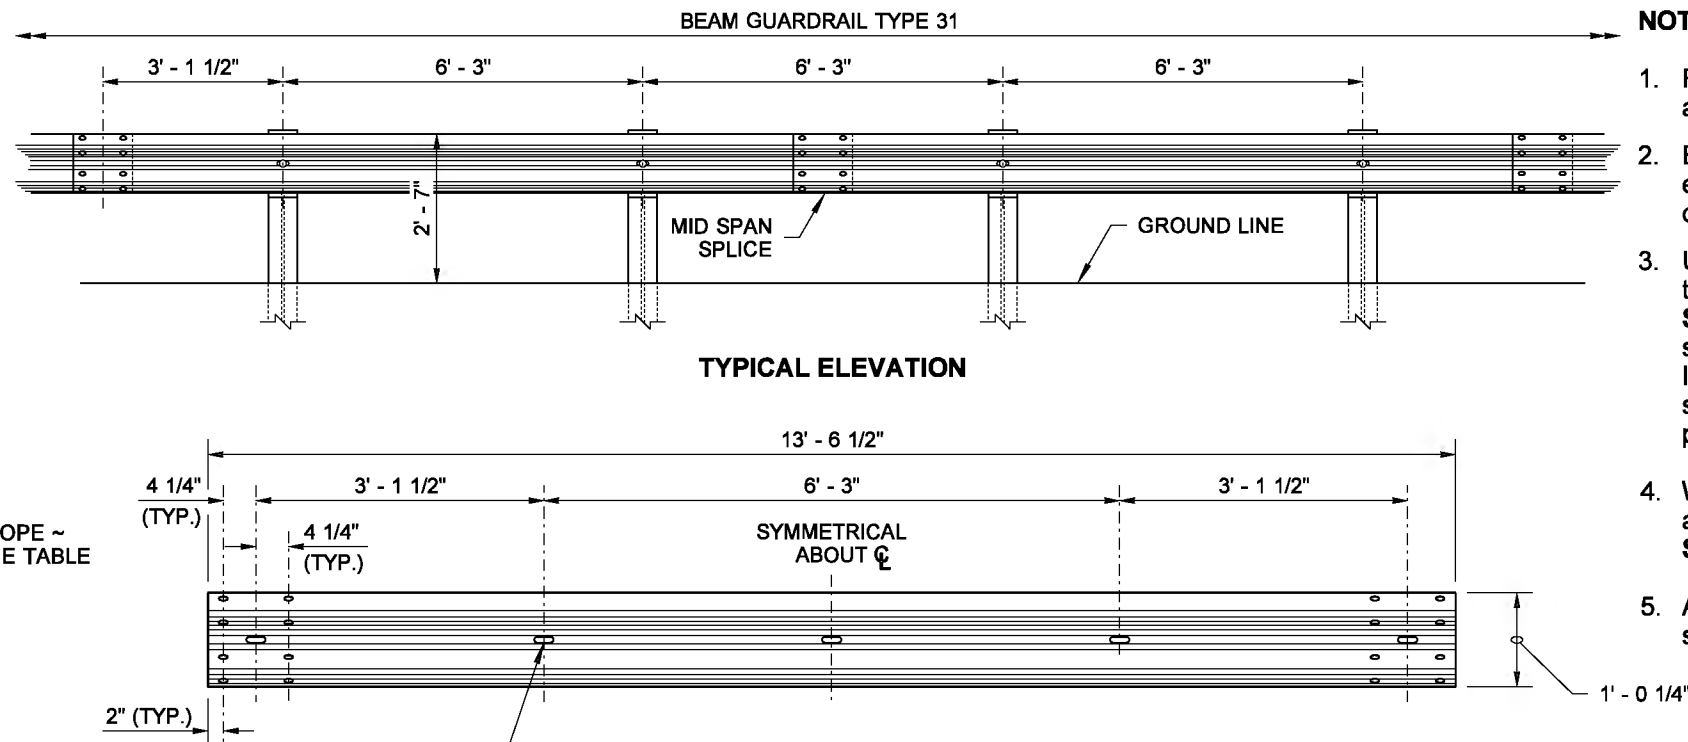 BEAM GUARDRAIL TYPE 31
NOT
3' - 1 1/2" 6' - 3" 6' - 3" 6' - 3"
1.
2.
2' - 7"
MID SPAN
SPLICE
GROUND LINE
3.
TYPICAL ELEVATION
13' - 6 1/2"
4 1/4"
(TYP.)
3' - 1 1/2" 6' - 3" 3' - 1 1/2"
4.
OPE ~
E TABLE
4 1/4"
(TYP.)
SYMMETRICAL
ABOUT ℄
5.
2" (TYP.)
1' - 0 1/4"